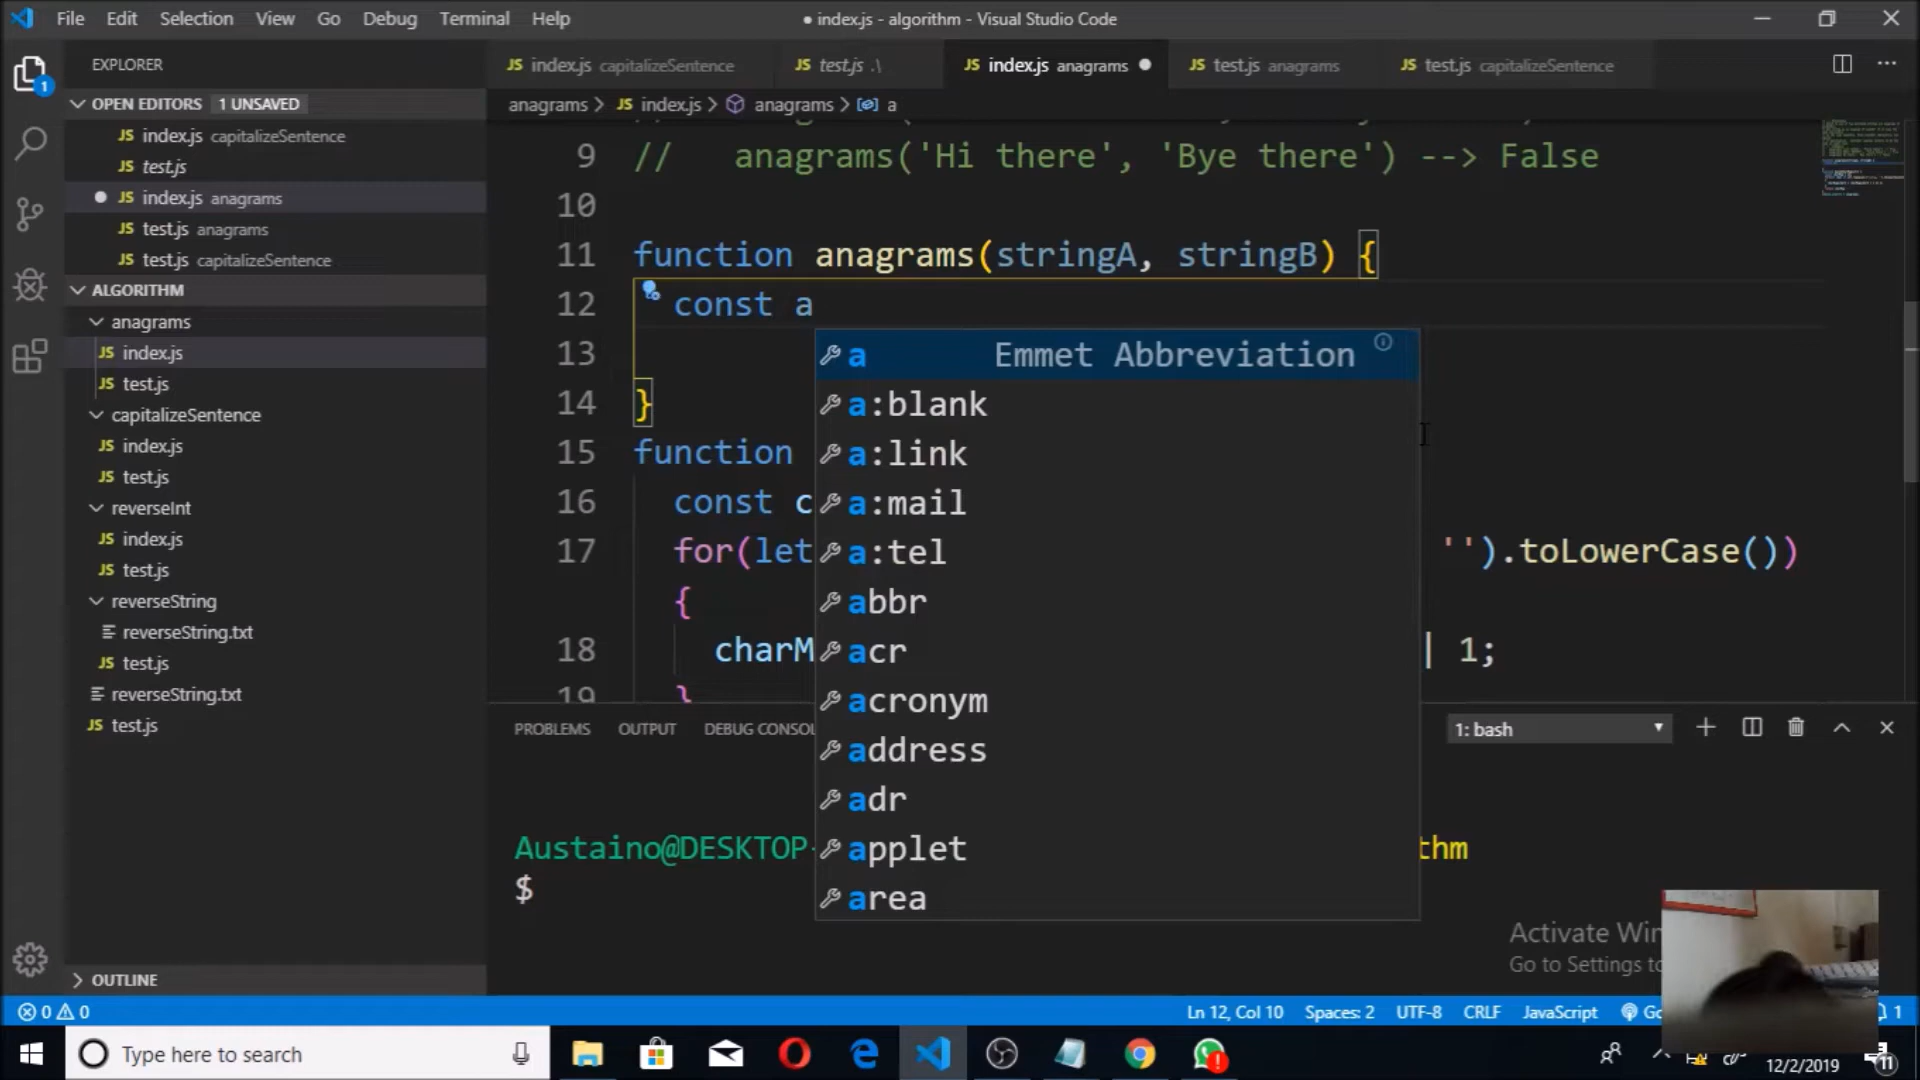 File Edit Selection View Go Debug Terminal Help
● index.js - algorithm - Visual Studio Code
EXPLORER
OPEN EDITORS 1 UNSAVED
JS index.js capitalizeSentence
JS test.js
JS index.js anagrams
JS test.js anagrams
JS test.js capitalizeSentence
ALGORITHM
anagrams
JS index.js
JS test.js
capitalizeSentence
JS index.js
JS test.js
reverseInt
JS index.js
JS test.js
reverseString
reverseString.txt
JS test.js
reverseString.txt
JS test.js
OUTLINE
JS index.js capitalizeSentence
JS test.js .\
JS index.js anagrams ●
JS test.js anagrams
JS test.js capitalizeSentence
anagrams > JS index.js > anagrams > a
9 // anagrams('Hi there', 'Bye there') --> False
10
11 function anagrams(stringA, stringB) {
12 const a
13
14 }
15 function
16 const c
17 for(let '').toLowerCase())
{
18 charM | 1;
19 }
a Emmet Abbreviation
a:blank
a:link
a:mail
a:tel
abbr
acr
acronym
address
adr
applet
area
PROBLEMS OUTPUT DEBUG CONSOL
1: bash
Austaino@DESKTOP- thm
$
Activate Win
Go to Settings to
0 0
Ln 12, Col 10 Spaces: 2 UTF-8 CRLF JavaScript Go 1
1
Type here to search
12/2/2019
11